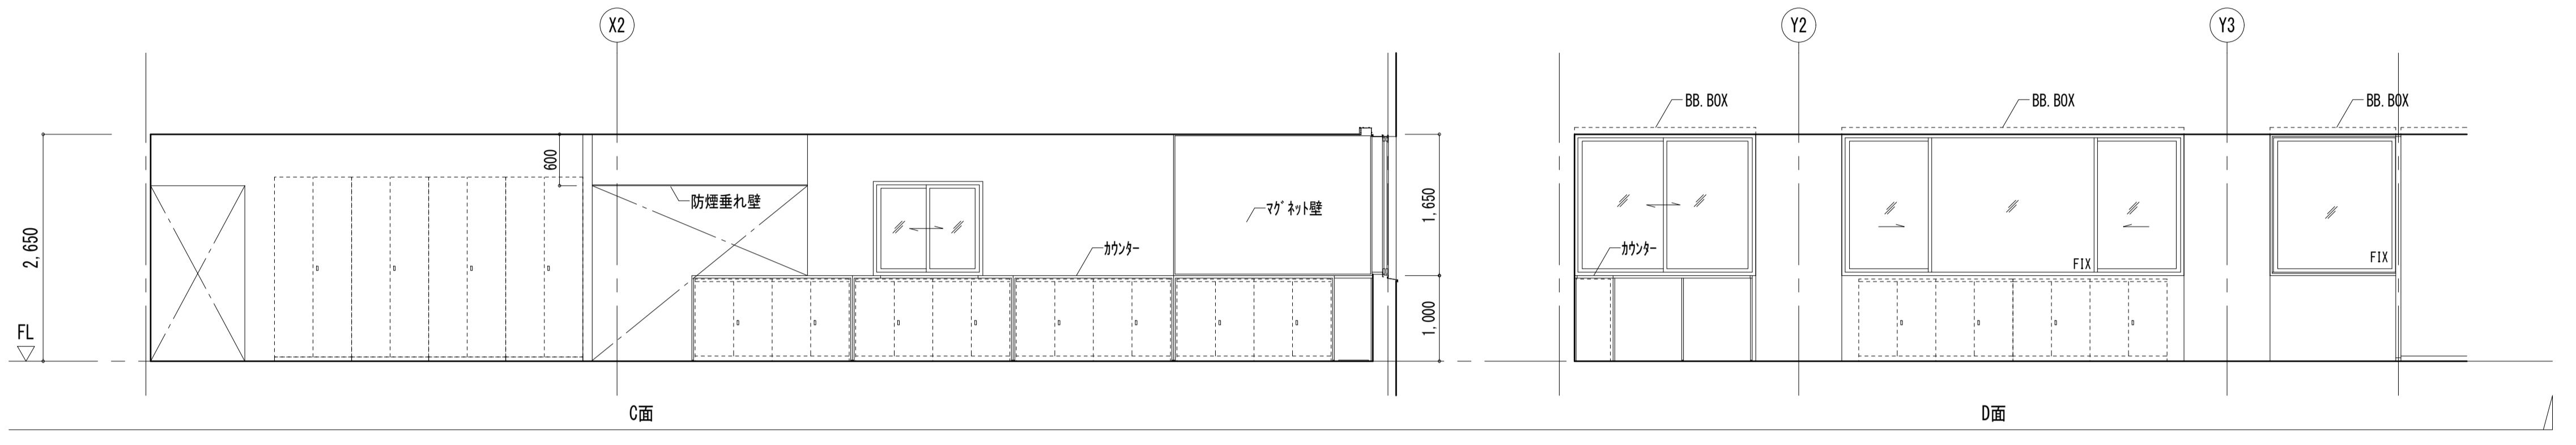 X2
Y2
Y3
BB.BOX
BB.BOX
BB.BOX
600
防煙垂れ壁
マグネット壁
カウンター
カウンター
FIX
FIX
2,650
1,650
1,000
FL
C面
D面